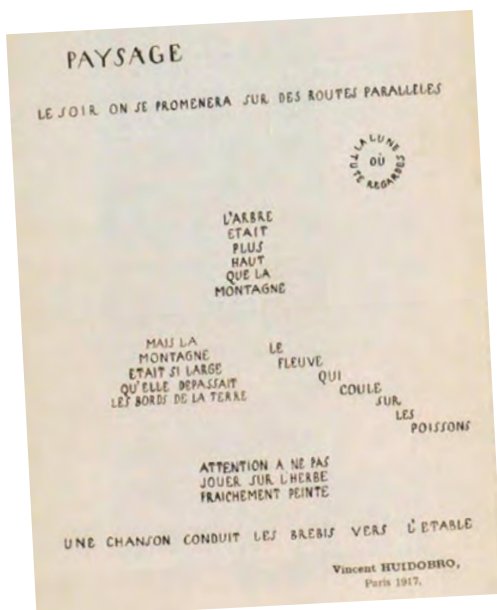 PAYSAGE
LE SOIR ON SE PROMENERA SUR DES ROUTES PARALLELES
LA LUNE
OÙ
TU TE REGARDES
L'ARBRE
ETAIT
PLUS
HAUT
QUE LA
MONTAGNE
MAIS LA
MONTAGNE
ETAIT SI LARGE
QU'ELLE DEPASSAIT
LES BORDS DE LA TERRE
LE
FLEUVE
QUI
COULE
SUR
LES
POISSONS
ATTENTION A NE PAS
JOUER SUR L'HERBE
FRAICHEMENT PEINTE
UNE CHANSON CONDUIT LES BREBIS VERS L'ETABLE
Vincent HUIDOBRO,
Paris 1917.